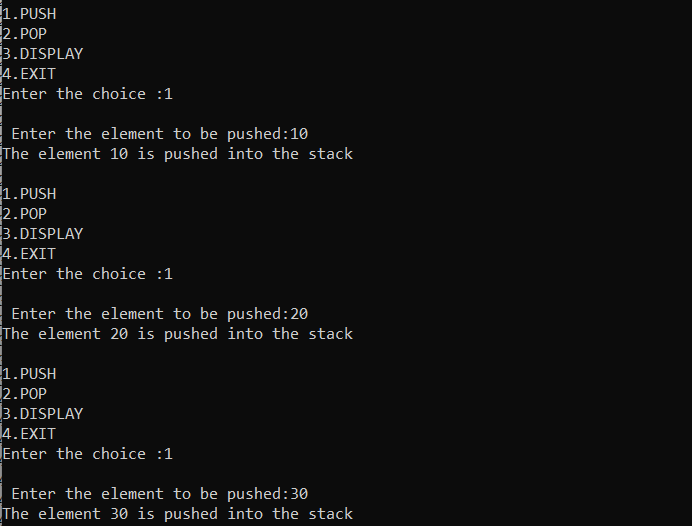 1.PUSH
2.POP
3.DISPLAY
4.EXIT
Enter the choice :1
Enter the element to be pushed:10
The element 10 is pushed into the stack
1.PUSH
2.POP
3.DISPLAY
4.EXIT
Enter the choice :1
Enter the element to be pushed:20
The element 20 is pushed into the stack
1.PUSH
2.POP
3.DISPLAY
4.EXIT
Enter the choice :1
Enter the element to be pushed:30
The element 30 is pushed into the stack